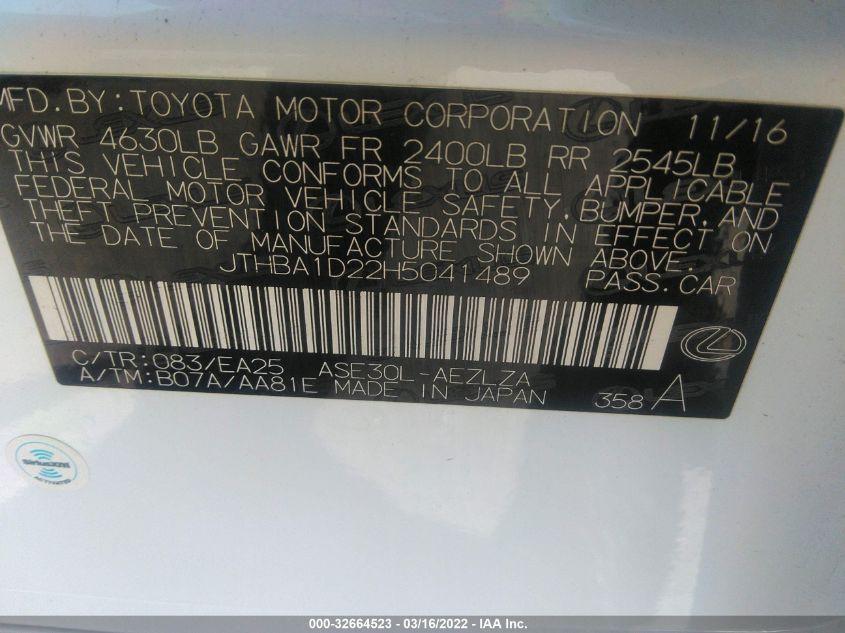 MFD. BY: TOYOTA MOTOR CORPORATION 11/16
GVWR 4630LB GAWR FR 2400LB RR 2545LB
THIS VEHICLE CONFORMS TO ALL APPLICABLE
FEDERAL MOTOR VEHICLE SAFETY, BUMPER, AND
THEFT PREVENTION STANDARDS IN EFFECT ON
THE DATE OF MANUFACTURE SHOWN ABOVE.
JTHBA1D22H5041489 PASS. CAR
C/TR: 083/EA25 ASE30L-AEZLZA
A/TM: B07A/AA81E MADE IN JAPAN 358 A
SiriusXM
ACTIVATED
000-32664523 - 03/16/2022 - IAA Inc.